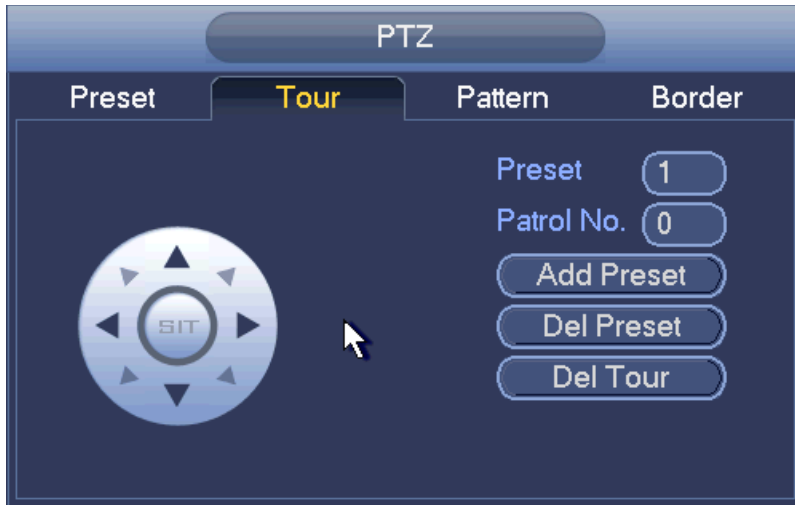 PTZ
Preset Tour Pattern Border
Preset 1
Patrol No. 0
Add Preset
SIT Del Preset
Del Tour